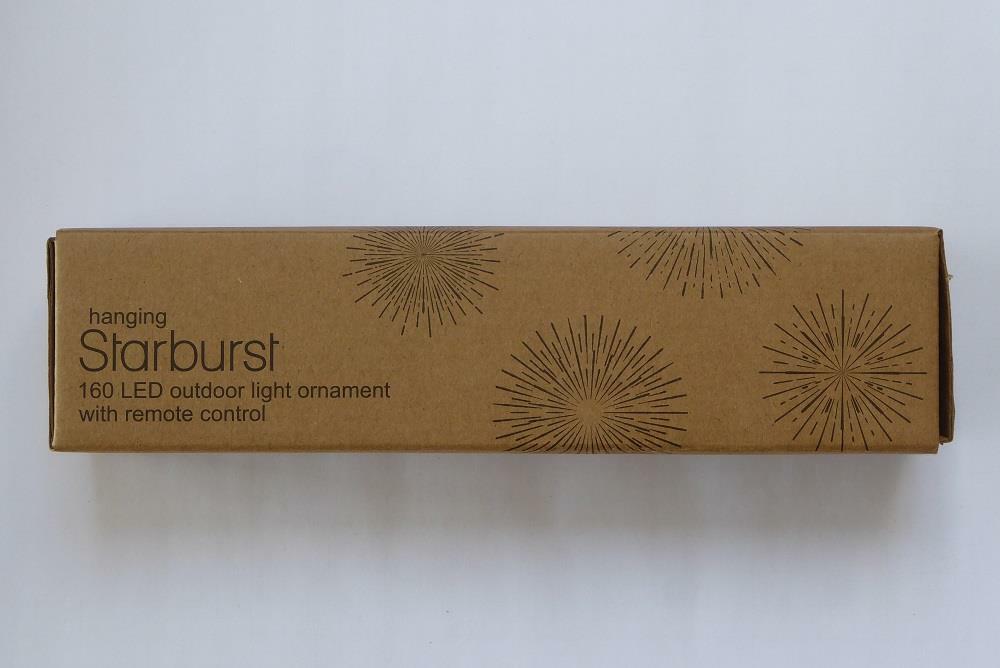 hanging
Starburst
160 LED outdoor light ornament
with remote control